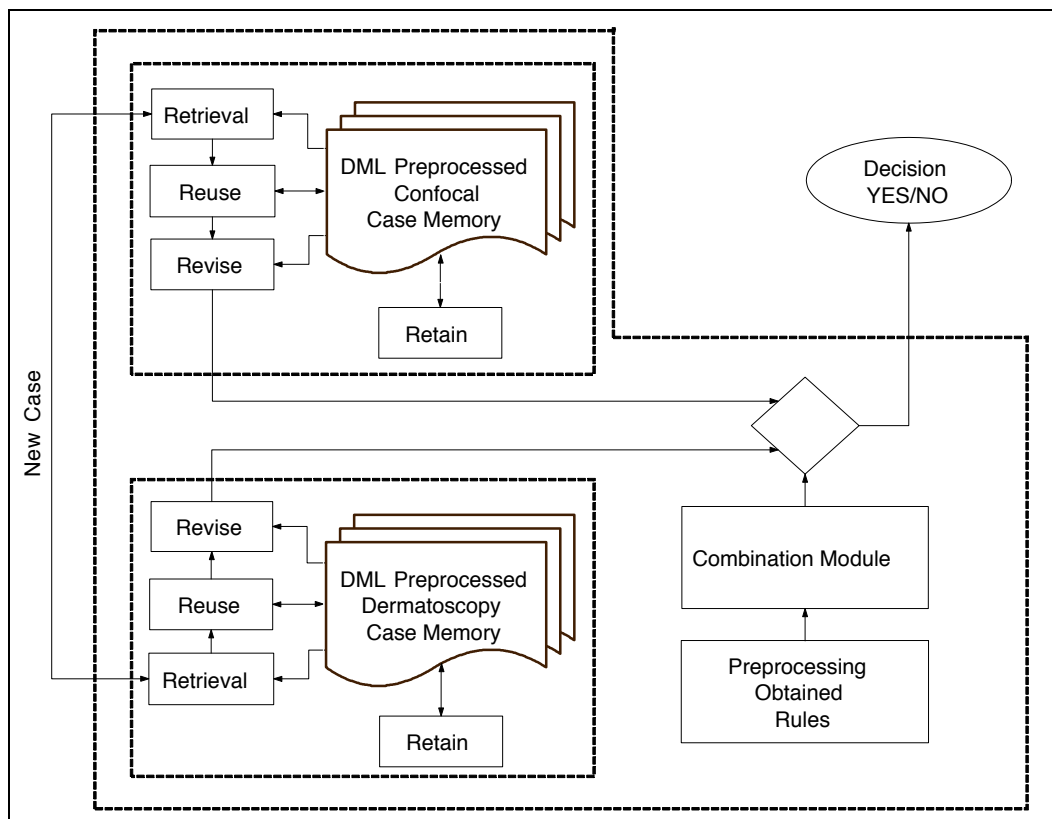 Retrieval
Reuse
Revise
DML Preprocessed
Confocal
Case Memory
Retain
Decision
YES/NO
New Case
Revise
Reuse
Retrieval
DML Preprocessed
Dermatoscopy
Case Memory
Retain
Combination Module
Preprocessing
Obtained
Rules